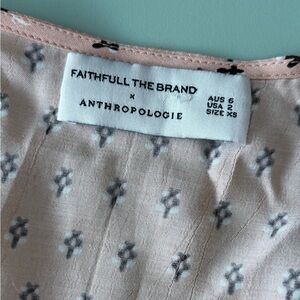 FAITHFULL THE BRAND
×
ANTHROPOLOGIE
AUS 6
USA 2
SIZE XS